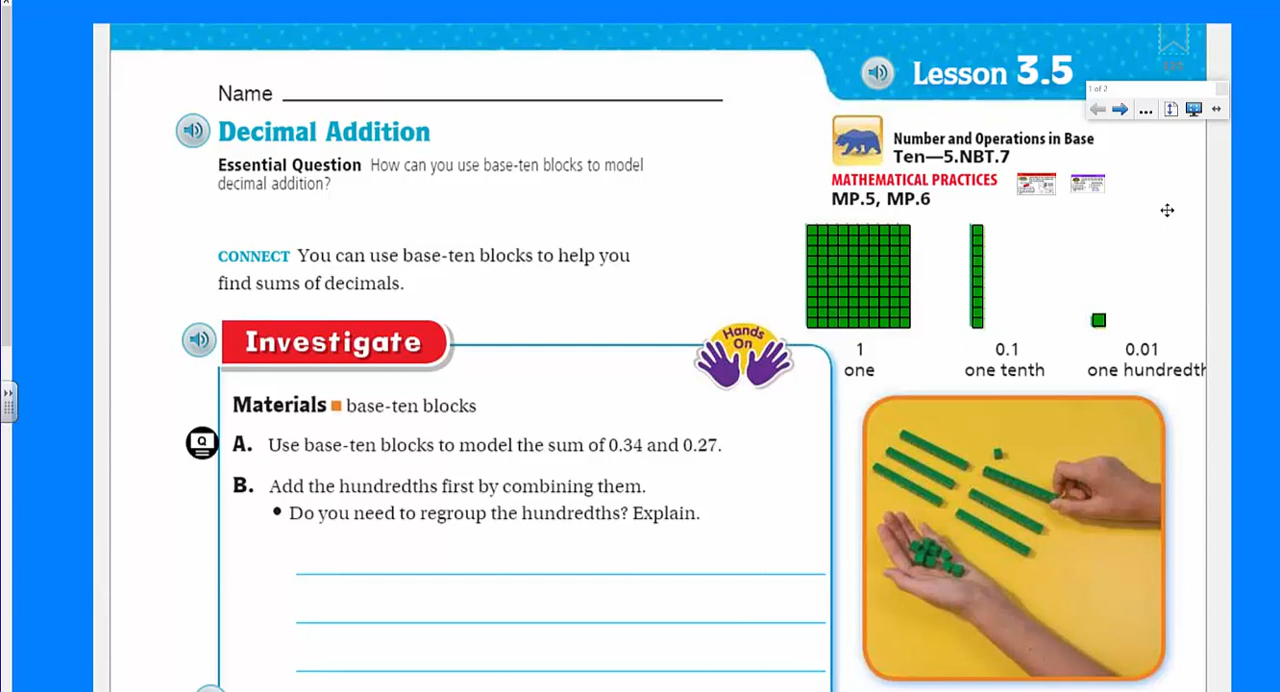 Lesson 3.5
1 of 2
Name
Decimal Addition
Number and Operations in Base
Ten—5.NBT.7
Essential Question How can you use base-ten blocks to model
decimal addition?
MATHEMATICAL PRACTICES
MP.5, MP.6
CONNECT You can use base-ten blocks to help you
find sums of decimals.
Investigate
Hands
On
1
one
0.1
one tenth
0.01
one hundredth
Materials ■ base-ten blocks
A. Use base-ten blocks to model the sum of 0.34 and 0.27.
B. Add the hundredths first by combining them.
• Do you need to regroup the hundredths? Explain.